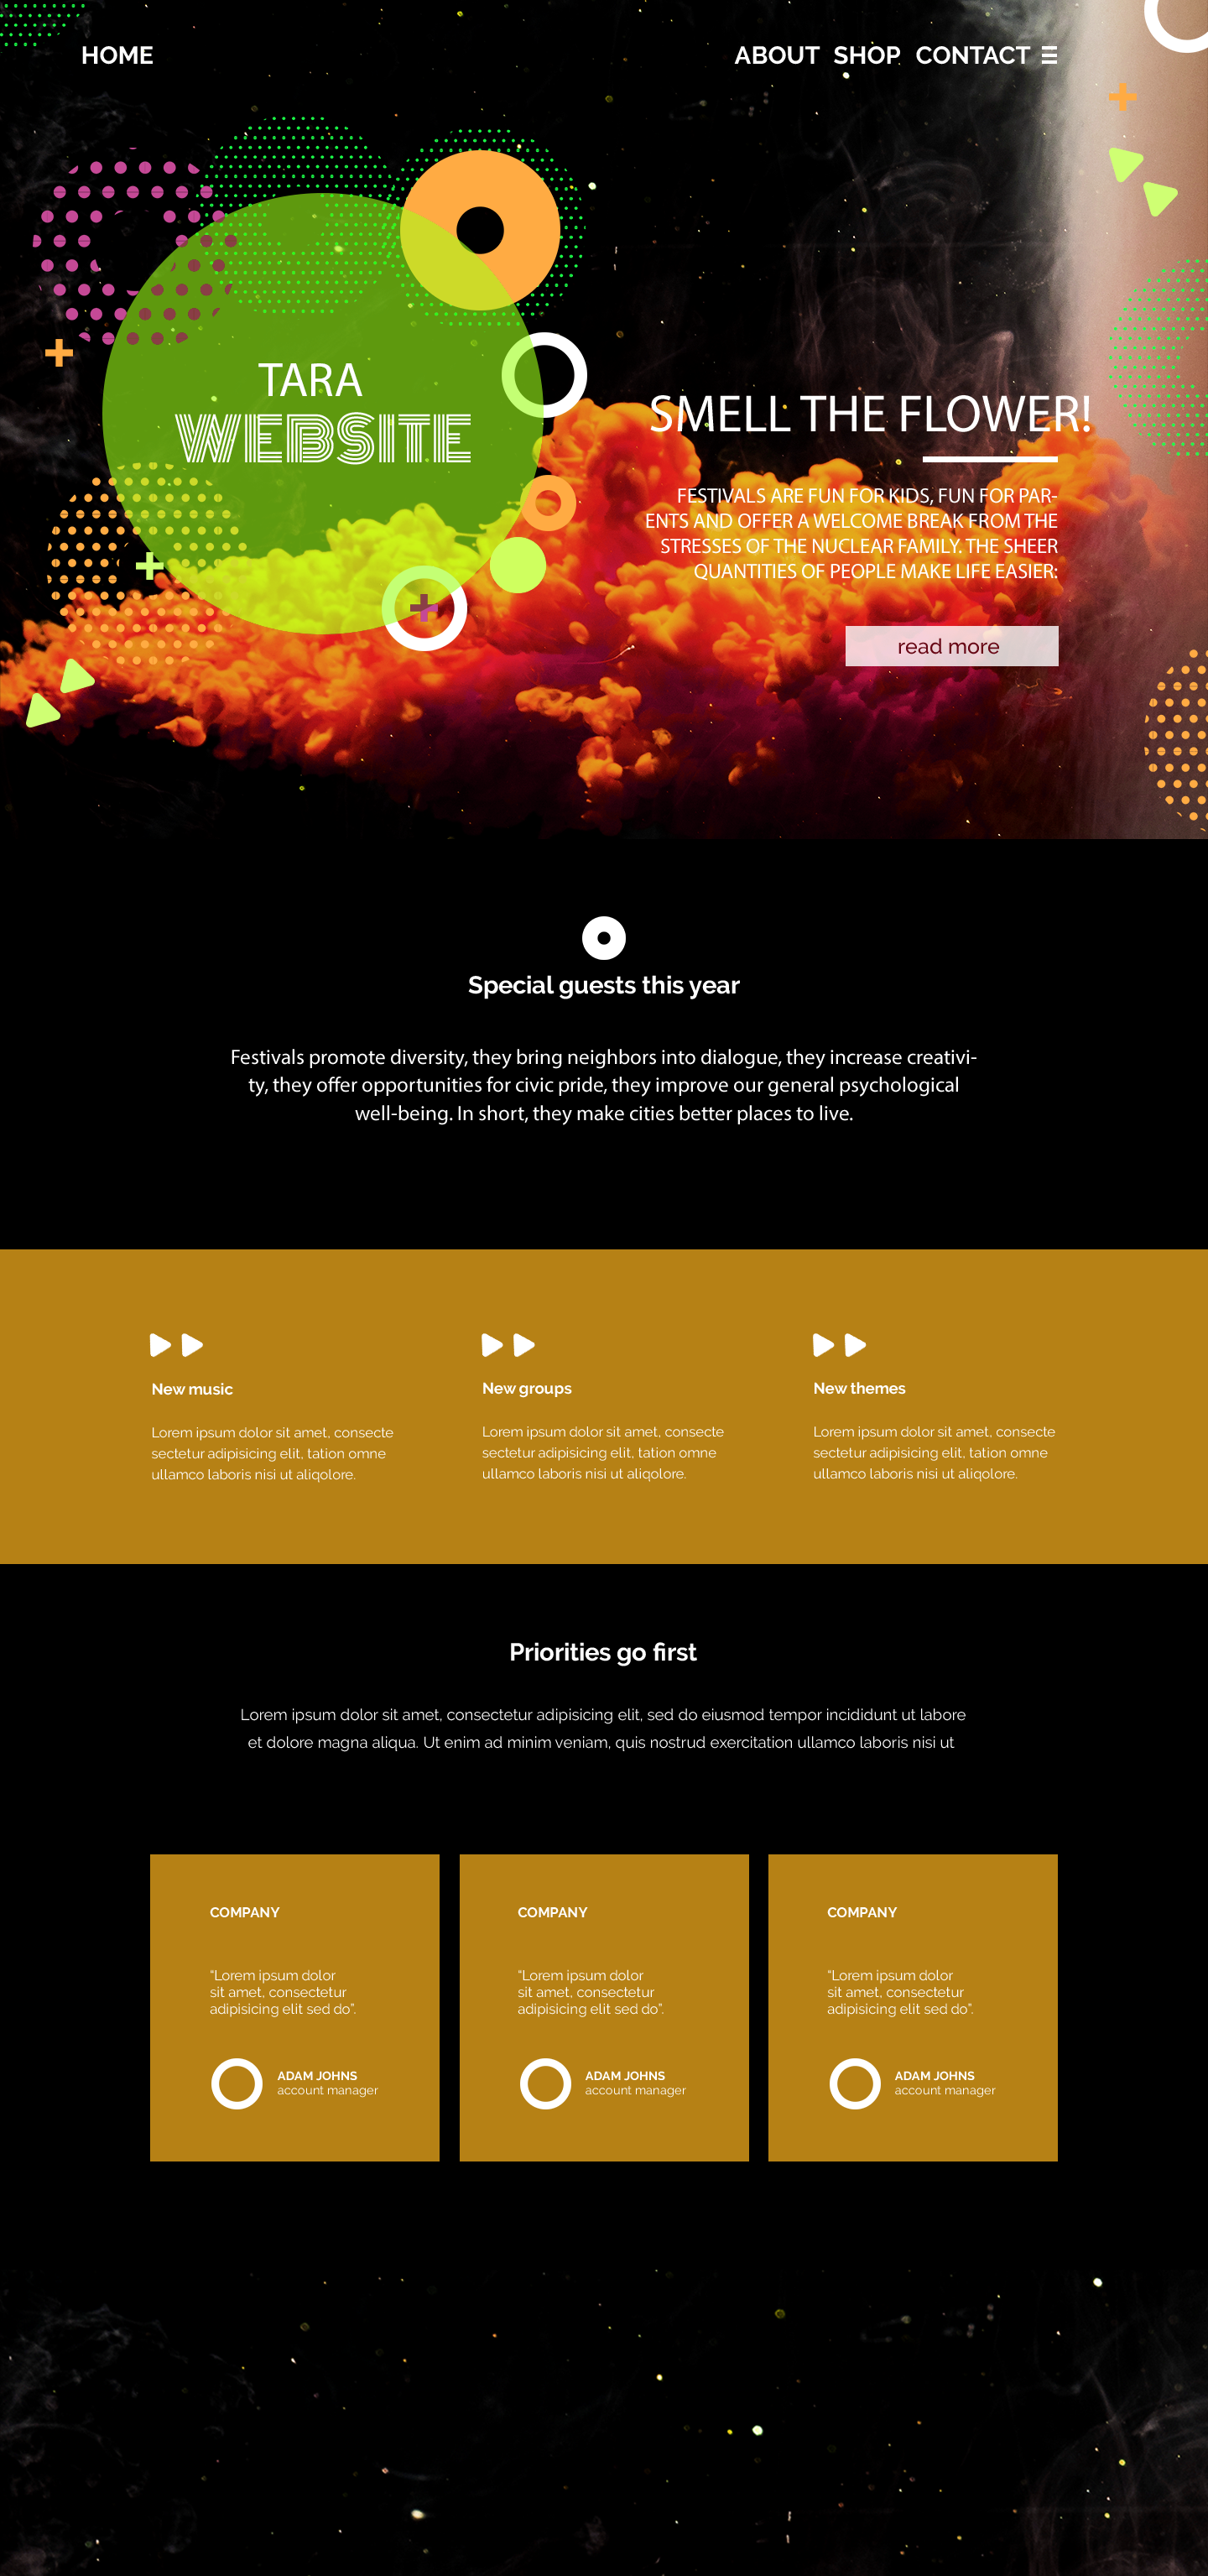 HOME
ABOUT SHOP CONTACT
TARA
WEBSITE
SMELL THE FLOWER!
FESTIVALS ARE FUN FOR KIDS, FUN FOR PAR-
ENTS AND OFFER A WELCOME BREAK FROM THE
STRESSES OF THE NUCLEAR FAMILY. THE SHEER
QUANTITIES OF PEOPLE MAKE LIFE EASIER:
read more
Special guests this year
Festivals promote diversity, they bring neighbors into dialogue, they increase creativi-
ty, they offer opportunities for civic pride, they improve our general psychological
well-being. In short, they make cities better places to live.
New music
Lorem ipsum dolor sit amet, consecte
sectetur adipisicing elit, tation omne
ullamco laboris nisi ut aliqolore.
New groups
Lorem ipsum dolor sit amet, consecte
sectetur adipisicing elit, tation omne
ullamco laboris nisi ut aliqolore.
New themes
Lorem ipsum dolor sit amet, consecte
sectetur adipisicing elit, tation omne
ullamco laboris nisi ut aliqolore.
Priorities go first
Lorem ipsum dolor sit amet, consectetur adipisicing elit, sed do eiusmod tempor incididunt ut labore
et dolore magna aliqua. Ut enim ad minim veniam, quis nostrud exercitation ullamco laboris nisi ut
COMPANY
“Lorem ipsum dolor
sit amet, consectetur
adipisicing elit sed do”.
ADAM JOHNS
account manager
COMPANY
“Lorem ipsum dolor
sit amet, consectetur
adipisicing elit sed do”.
ADAM JOHNS
account manager
COMPANY
“Lorem ipsum dolor
sit amet, consectetur
adipisicing elit sed do”.
ADAM JOHNS
account manager